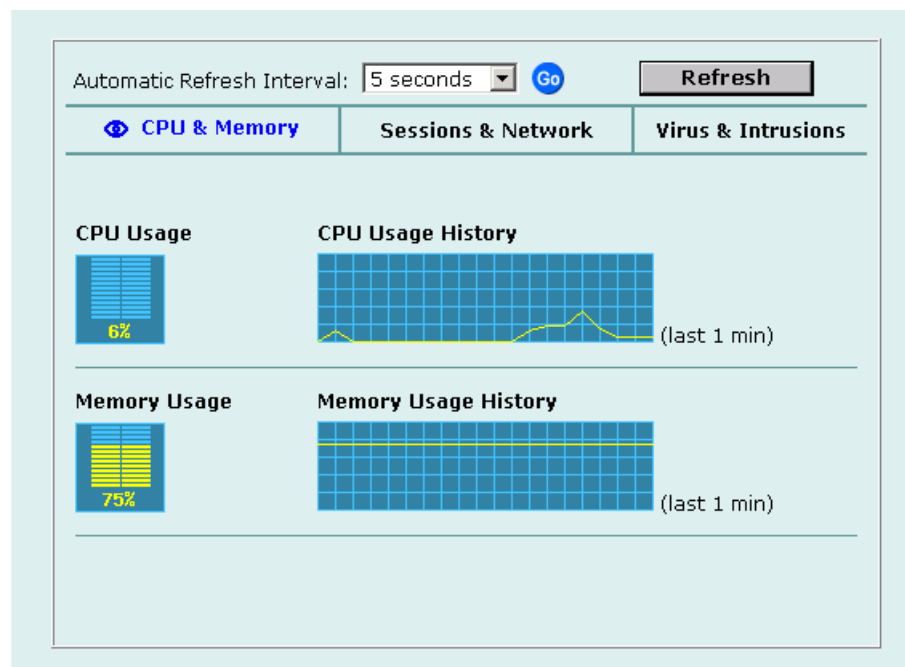 Automatic Refresh Interval: 5 seconds Go Refresh
CPU & Memory Sessions & Network Virus & Intrusions
CPU Usage CPU Usage History
6% (last 1 min)
Memory Usage Memory Usage History
75% (last 1 min)